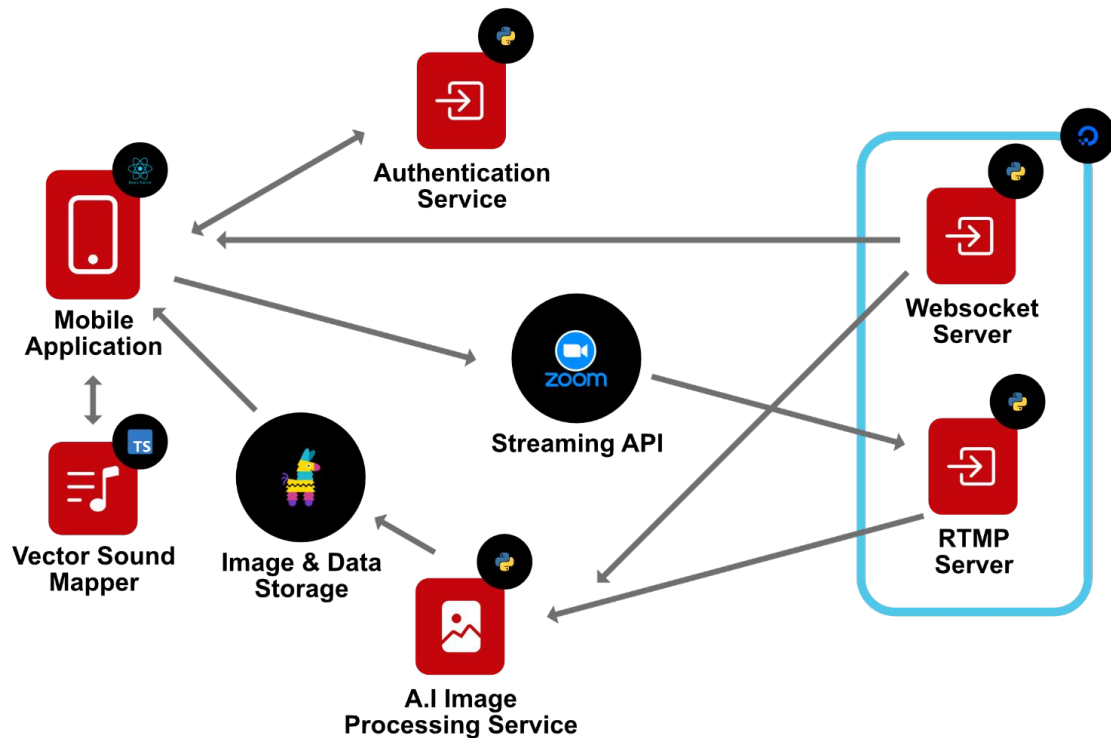 Authentication
Service
Mobile
Application
Websocket
Server
zoom
Streaming API
TS
RTMP
Server
Vector Sound
Mapper
Image & Data
Storage
A.I Image
Processing Service